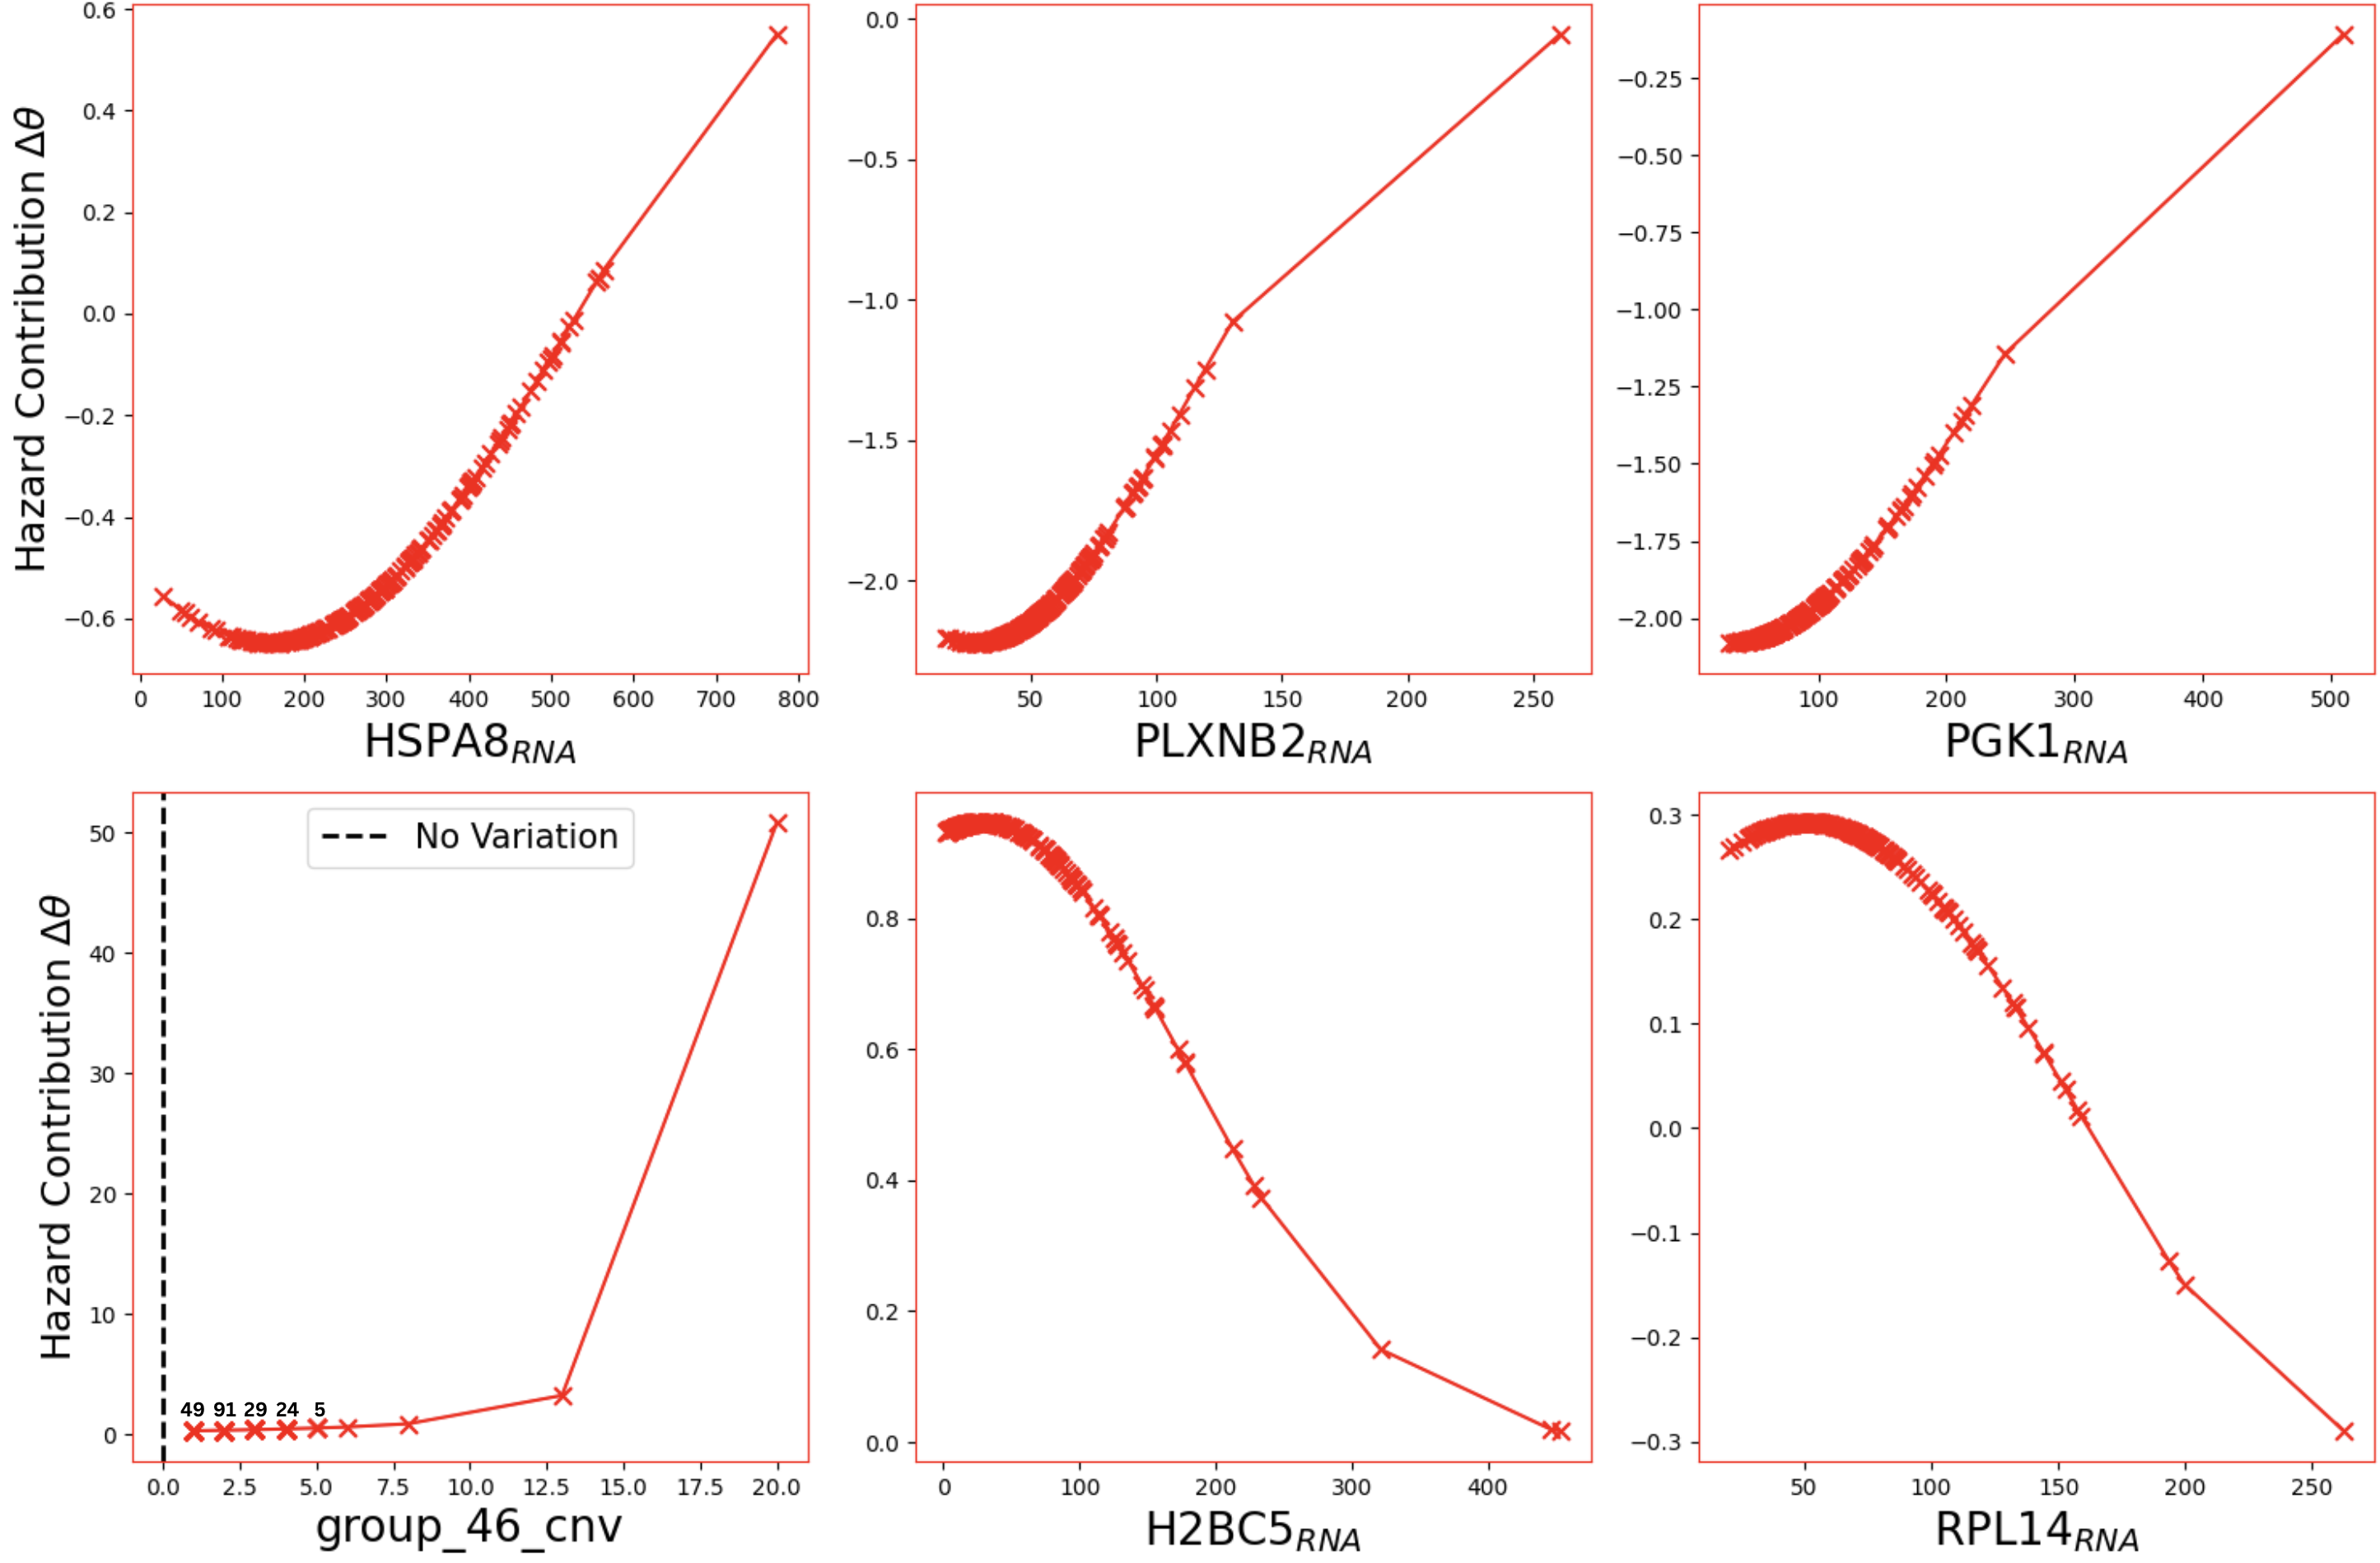 Hazard Contribution Δθ
0.6
0.4
0.2
0.0
−0.2
−0.4
−0.6
0 100 200 300 400 500 600 700 800
HSPA8RNA
0.0
−0.5
−1.0
−1.5
−2.0
50 100 150 200 250
PLXNB2RNA
−0.25
−0.50
−0.75
−1.00
−1.25
−1.50
−1.75
−2.00
100 200 300 400 500
PGK1RNA
Hazard Contribution Δθ
50
40
30
20
10
0
No Variation
49 91 29 24 5
0.0 2.5 5.0 7.5 10.0 12.5 15.0 17.5 20.0
group_46_cnv
0.8
0.6
0.4
0.2
0.0
0 100 200 300 400
H2BC5RNA
0.3
0.2
0.1
0.0
−0.1
−0.2
−0.3
50 100 150 200 250
RPL14RNA